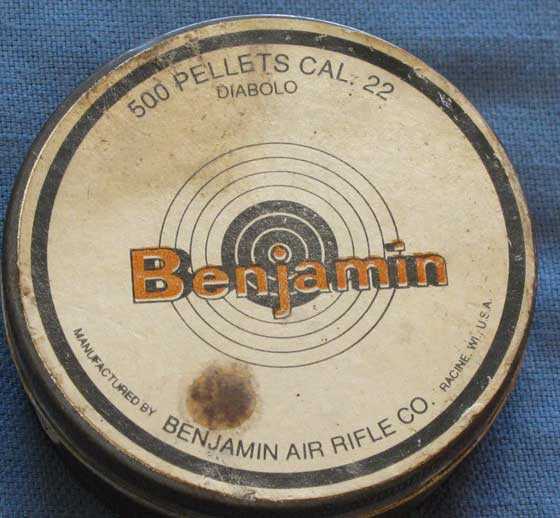 500 PELLETS CAL. 22
DIABOLO
Benjamin
MANUFACTURED BY
BENJAMIN AIR RIFLE CO.
RACINE, WI, U.S.A.